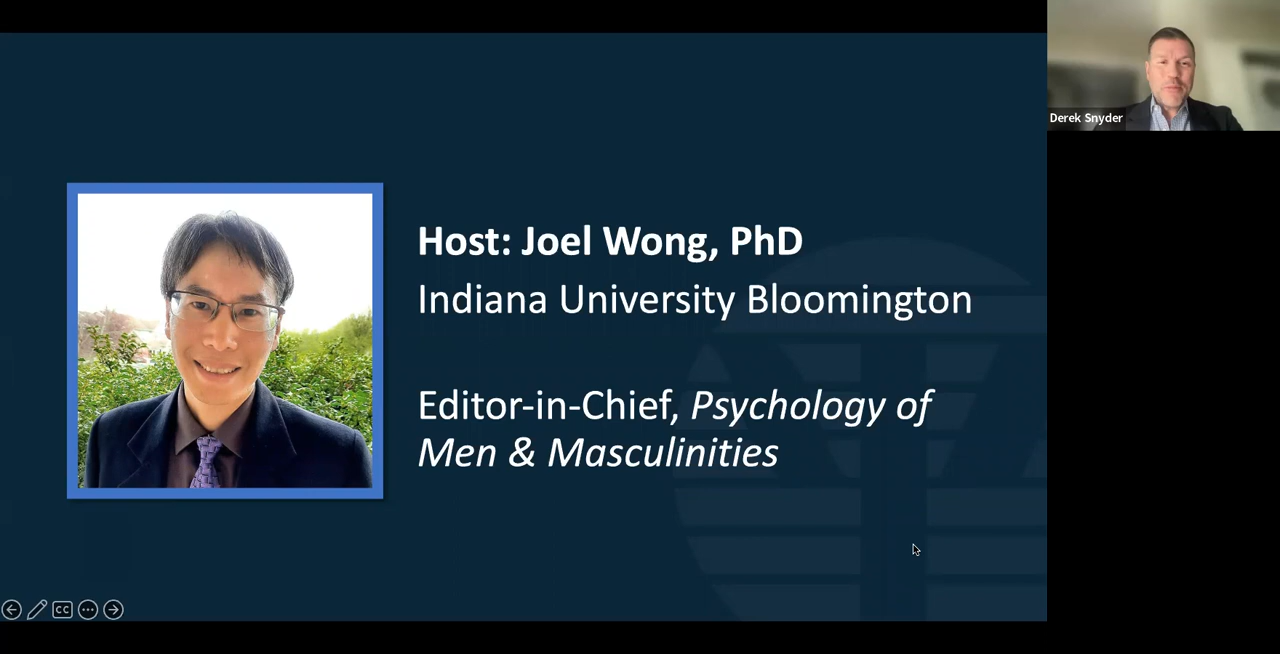 Host: Joel Wong, PhD
Indiana University Bloomington
Editor-in-Chief, Psychology of
Men & Masculinities
Derek Snyder
CC